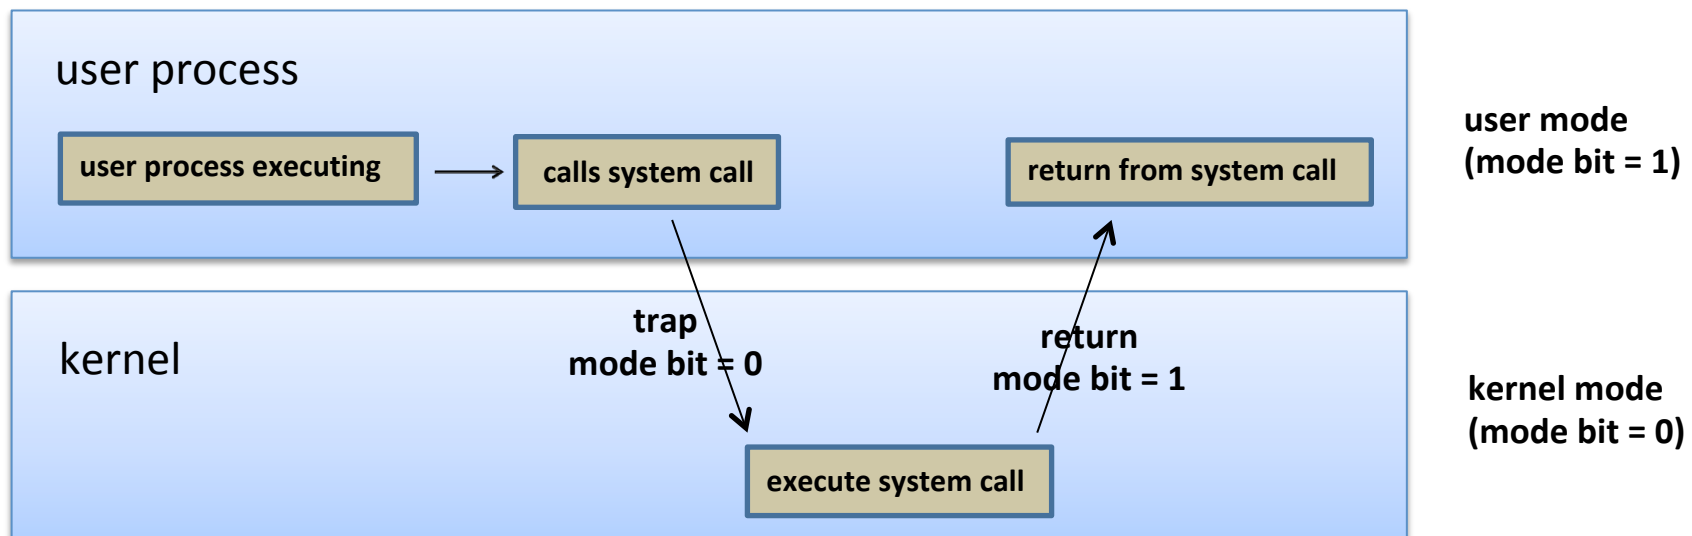 user process
user process executing
calls system call
return from system call
user mode
(mode bit = 1)
kernel
trap
mode bit = 0
return
mode bit = 1
execute system call
kernel mode
(mode bit = 0)